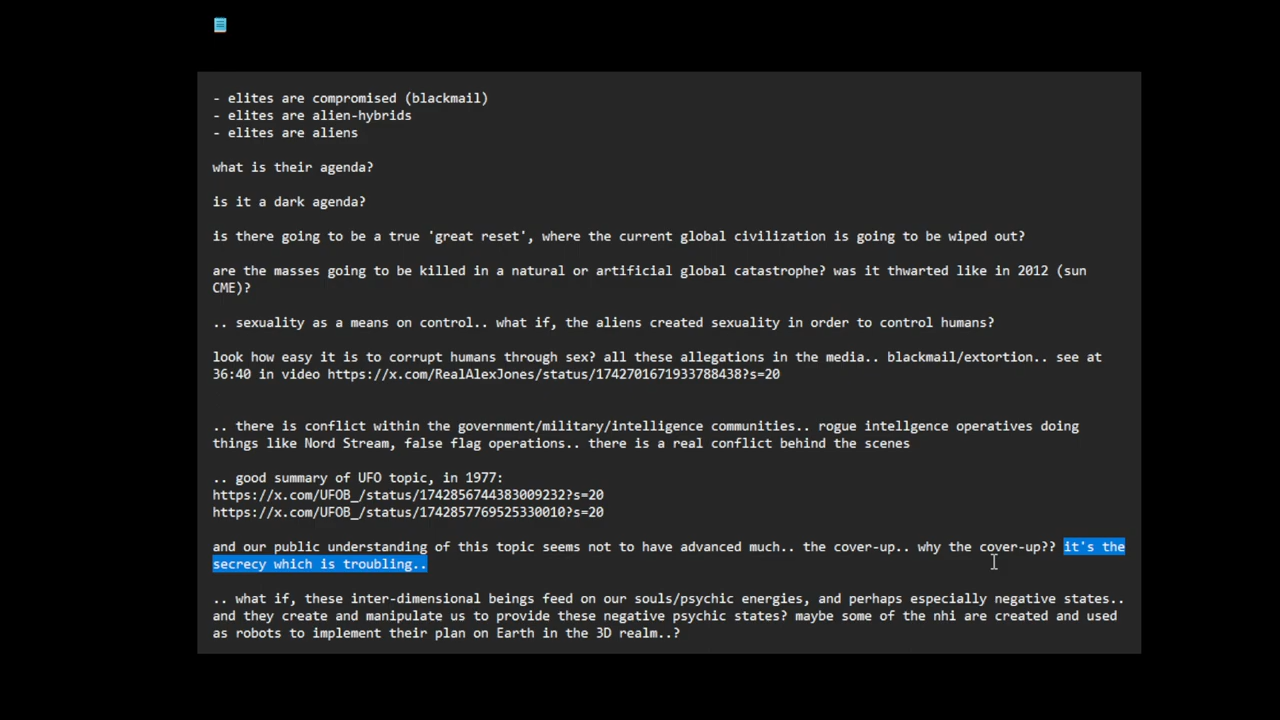 - elites are compromised (blackmail)
- elites are alien-hybrids
- elites are aliens
what is their agenda?
is it a dark agenda?
is there going to be a true 'great reset', where the current global civilization is going to be wiped out?
are the masses going to be killed in a natural or artificial global catastrophe? was it thwarted like in 2012 (sun
CME)?
.. sexuality as a means on control.. what if, the aliens created sexuality in order to control humans?
look how easy it is to corrupt humans through sex? all these allegations in the media.. blackmail/extortion.. see at
36:40 in video https://x.com/RealAlexJones/status/1742701671933788438?s=20
.. there is conflict within the government/military/intelligence communities.. rogue intellgence operatives doing
things like Nord Stream, false flag operations.. there is a real conflict behind the scenes
.. good summary of UFO topic, in 1977:
https://x.com/UFOB_/status/1742856744383009232?s=20
https://x.com/UFOB_/status/1742857769525330010?s=20
and our public understanding of this topic seems not to have advanced much.. the cover-up.. why the cover-up?? it's the
secrecy which is troubling..
.. what if, these inter-dimensional beings feed on our souls/psychic energies, and perhaps especially negative states..
and they create and manipulate us to provide these negative psychic states? maybe some of the nhi are created and used
as robots to implement their plan on Earth in the 3D realm..?